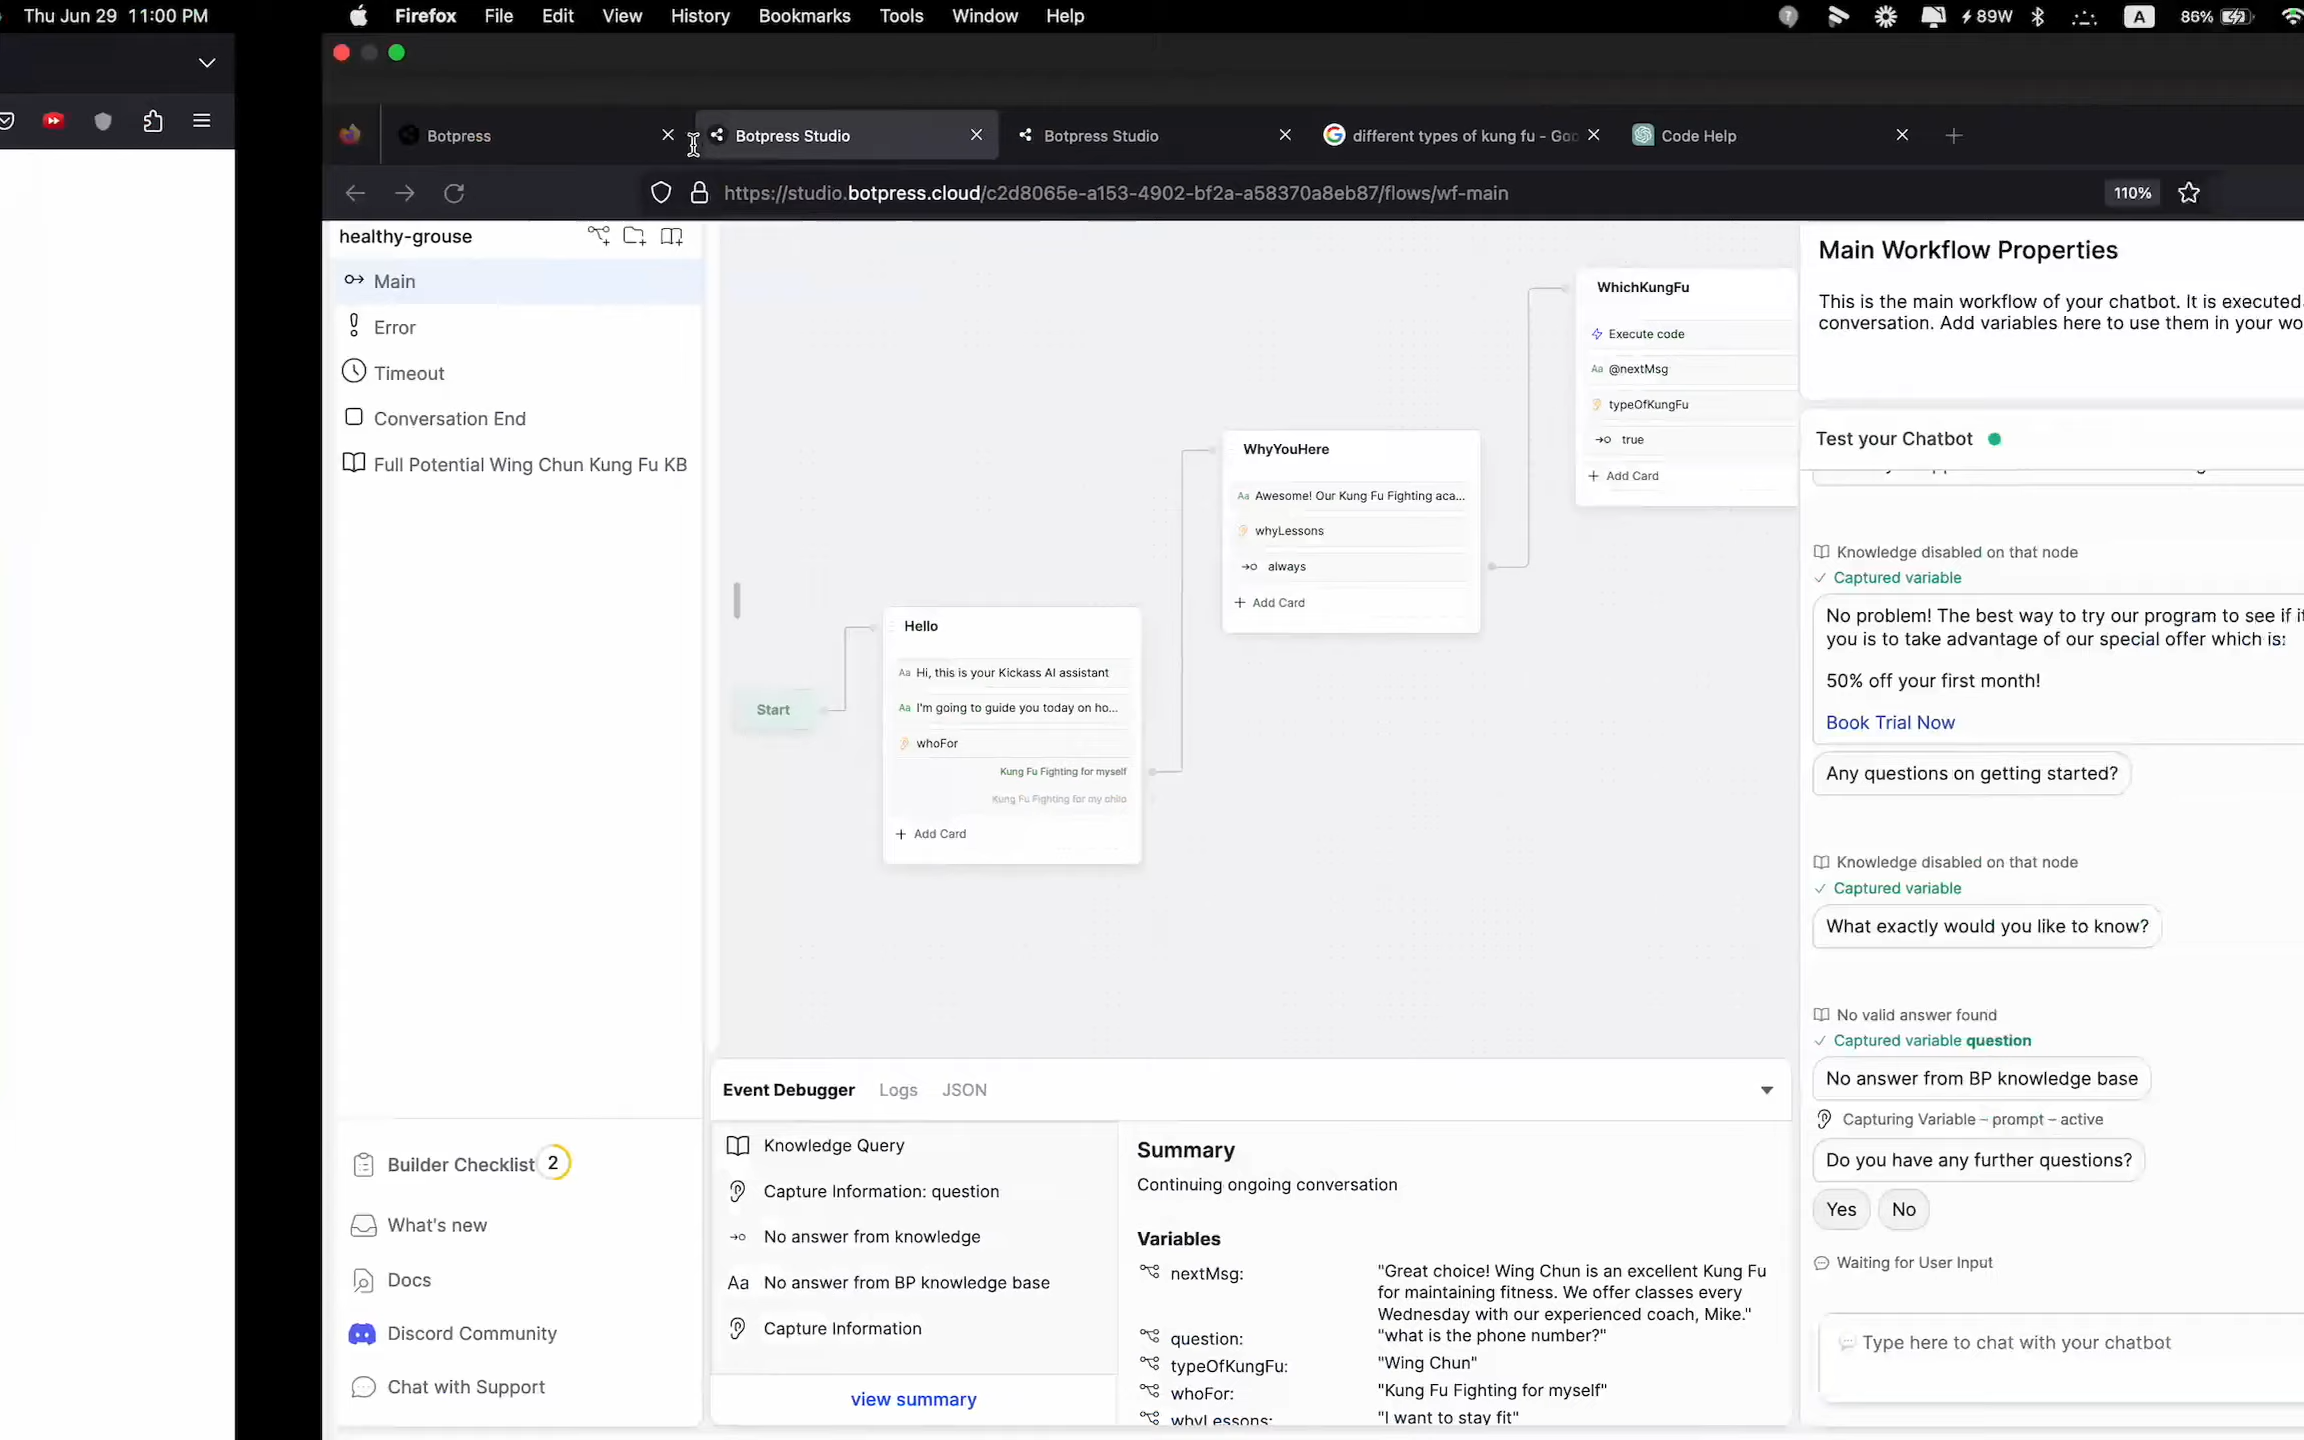 Thu Jun 29 11:00 PM
Firefox File Edit View History Bookmarks Tools Window Help
89W
A
86%
Botpress
Botpress Studio
Botpress Studio
different types of kung fu - Goo
Code Help
https://studio.botpress.cloud/c2d8065e-a153-4902-bf2a-a58370a8eb87/flows/wf-main
110%
healthy-grouse
Main
Error
Timeout
Conversation End
Full Potential Wing Chun Kung Fu KB
Builder Checklist 2
What's new
Docs
Discord Community
Chat with Support
Start
Hello
Aa Hi, this is your Kickass AI assistant
Aa I'm going to guide you today on ho...
whoFor
Kung Fu Fighting for myself
Kung Fu Fighting for my child
+ Add Card
WhyYouHere
Aa Awesome! Our Kung Fu Fighting aca...
whyLessons
always
+ Add Card
WhichKungFu
Execute code
Aa @nextMsg
typeOfKungFu
true
+ Add Card
Event Debugger Logs JSON
Knowledge Query
Capture Information: question
No answer from knowledge
Aa No answer from BP knowledge base
Capture Information
view summary
Summary
Continuing ongoing conversation
Variables
nextMsg: "Great choice! Wing Chun is an excellent Kung Fu
for maintaining fitness. We offer classes every
Wednesday with our experienced coach, Mike."
question: "what is the phone number?"
typeOfKungFu: "Wing Chun"
whoFor: "Kung Fu Fighting for myself"
whyLessons: "I want to stay fit"
Main Workflow Properties
This is the main workflow of your chatbot. It is executed
conversation. Add variables here to use them in your wo
Test your Chatbot
Knowledge disabled on that node
Captured variable
No problem! The best way to try our program to see if it
you is to take advantage of our special offer which is:
50% off your first month!
Book Trial Now
Any questions on getting started?
Knowledge disabled on that node
Captured variable
What exactly would you like to know?
No valid answer found
Captured variable question
No answer from BP knowledge base
Capturing Variable – prompt – active
Do you have any further questions?
Yes No
Waiting for User Input
Type here to chat with your chatbot